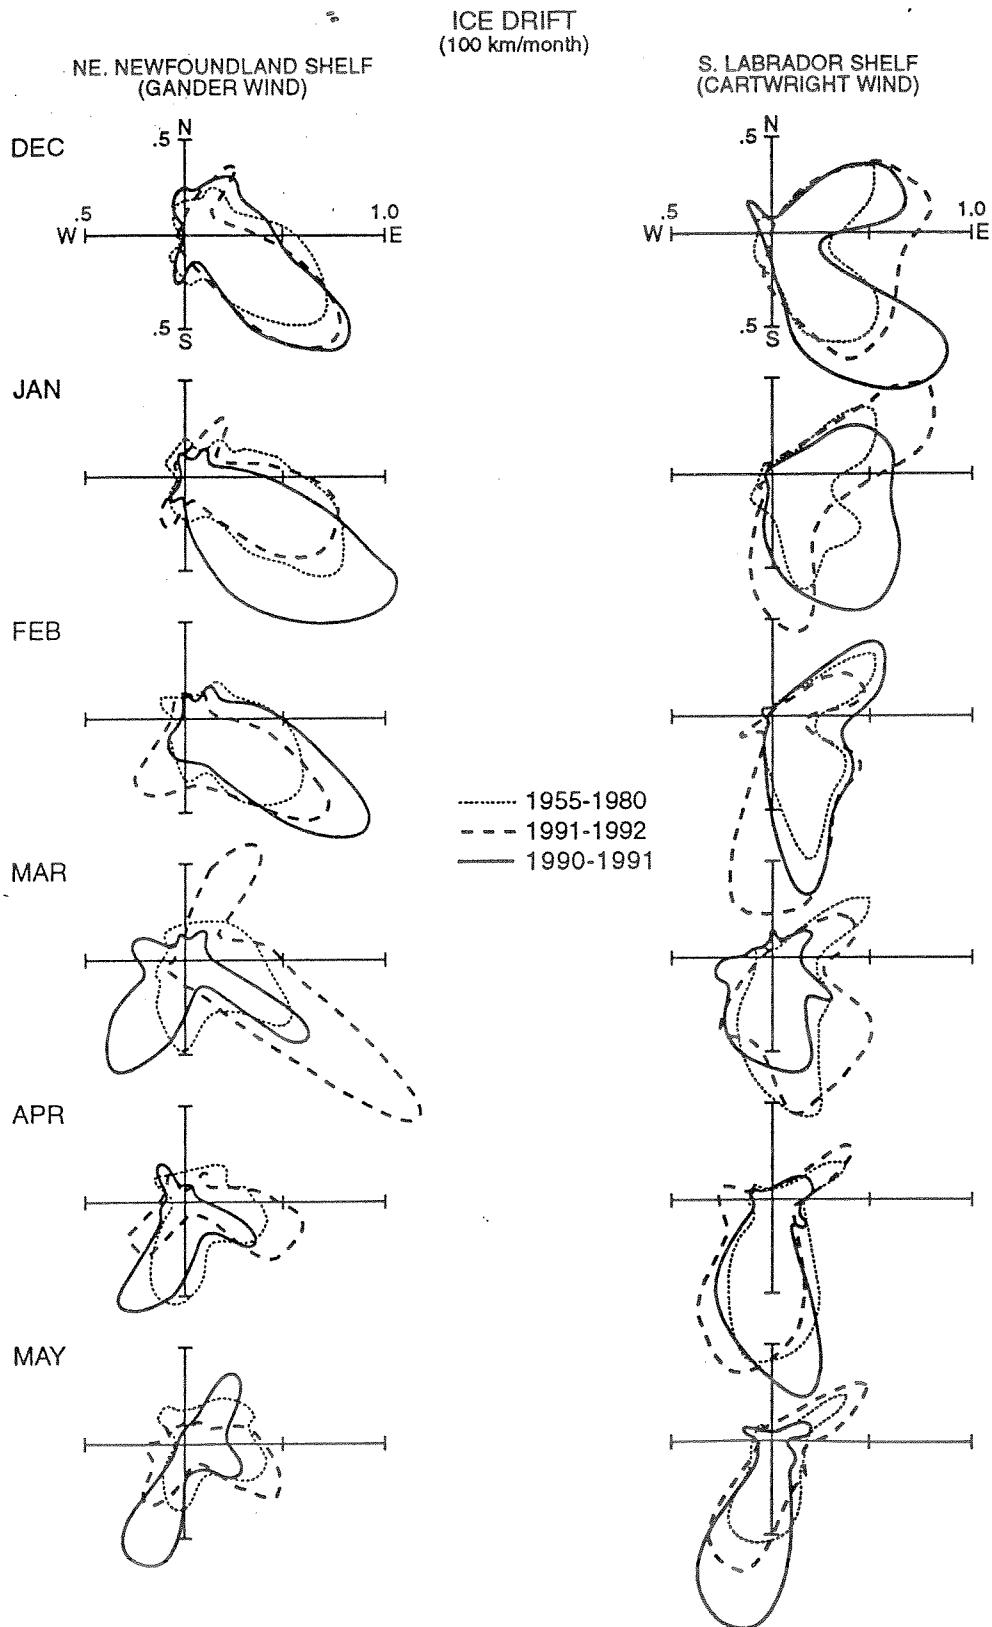 ICE DRIFT
(100 km/month)
NE. NEWFOUNDLAND SHELF
(GANDER WIND)
S. LABRADOR SHELF
(CARTWRIGHT WIND)
DEC
.5 N
.5 1.0
W E
.5
S
N
.5
.5 1.0
W E
.5
S
JAN
FEB
1955-1980
1991-1992
1990-1991
MAR
APR
MAY